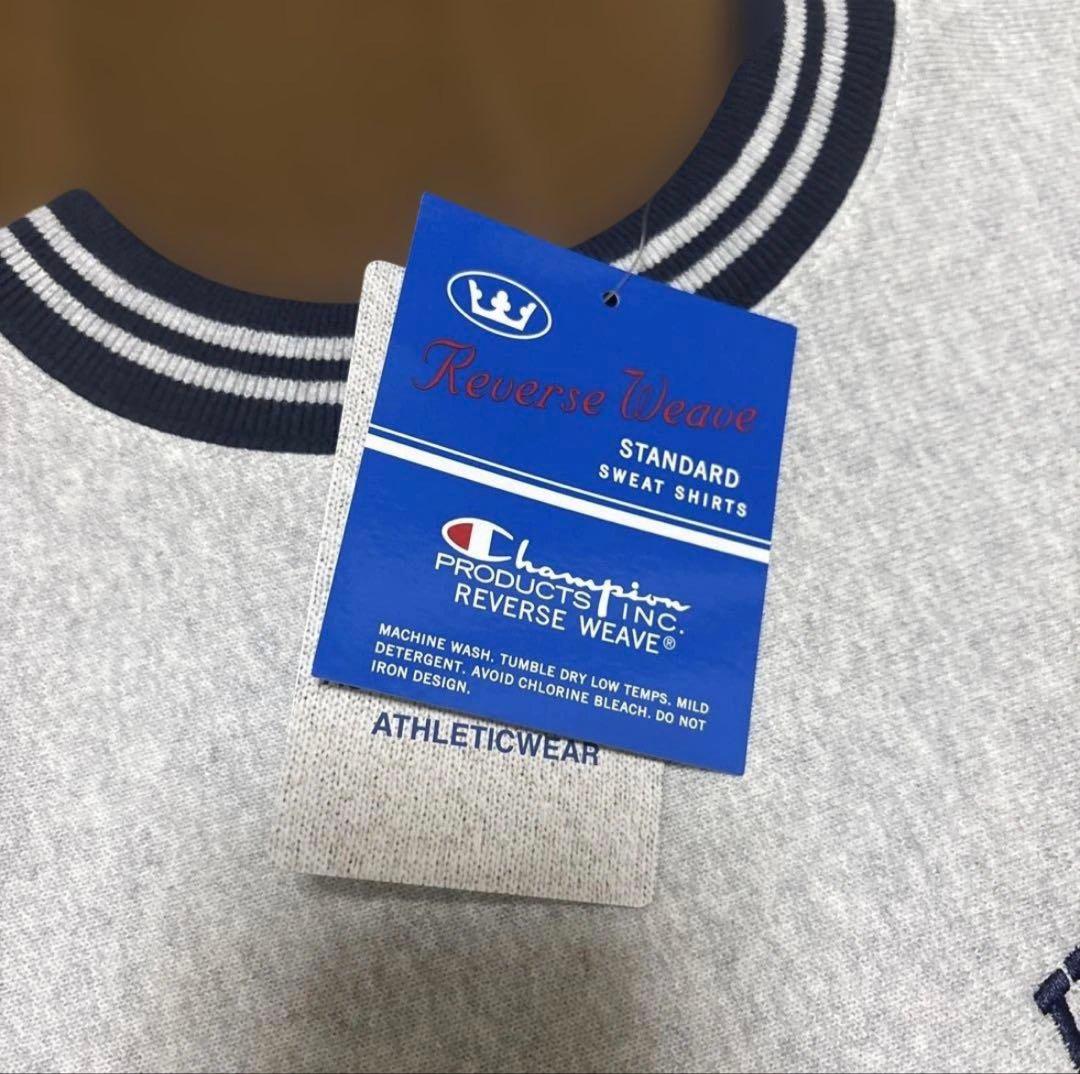 Reverse Weave
STANDARD
SWEAT SHIRTS
Champion
PRODUCTS INC.
REVERSE WEAVE®
MACHINE WASH. TUMBLE DRY LOW TEMPS. MILD
DETERGENT. AVOID CHLORINE BLEACH. DO NOT
IRON DESIGN.
ATHLETICWEAR